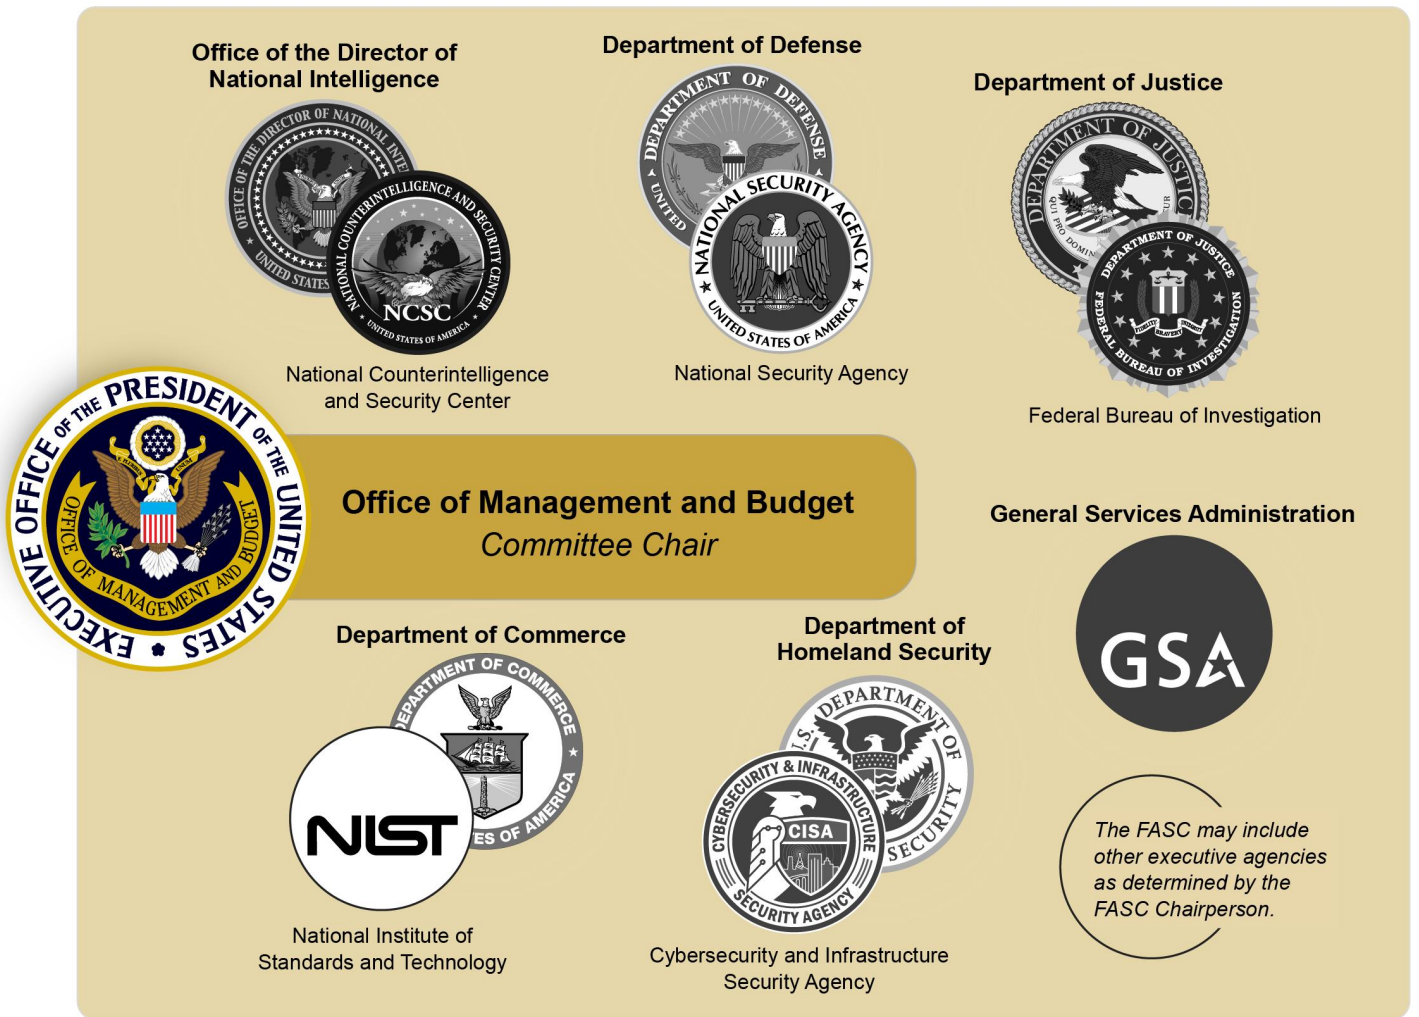 Office of the Director of
National Intelligence
OFFICE OF THE DIRECTOR OF NATIONAL INTE
UNITED STATES
NATIONAL COUNTERINTELLIGENCE AND SECURITY CENTER
NCSC
UNITED STATES OF AMERICA
National Counterintelligence
and Security Center
Department of Defense
DEPARTMENT OF DEFENSE
UNITED
NATIONAL SECURITY AGENCY
UNITED STATES OF AMERICA
National Security Agency
Department of Justice
DEPARTMENT OF JUSTICE
QUI PRO DOMIN
UR
DEPARTMENT OF JUSTICE
FIDELITY BRAVERY INTEGRITY
FEDERAL BUREAU OF INVESTIGATION
Federal Bureau of Investigation
EXECUTIVE OFFICE OF THE PRESIDENT OF THE UNITED STATES
E PLURIBUS UNUM
OFFICE OF MANAGEMENT AND BUDGET
Office of Management and Budget
Committee Chair
General Services Administration
GSA
Department of Commerce
DEPARTMENT OF COMMERCE
ES OF AMERICA
NIST
National Institute of
Standards and Technology
Department of
Homeland Security
U.S. DEPARTMENT OF
SECURITY
CYBERSECURITY & INFRASTRUCTURE
CISA
SECURITY AGENCY
Cybersecurity and Infrastructure
Security Agency
The FASC may include
other executive agencies
as determined by the
FASC Chairperson.